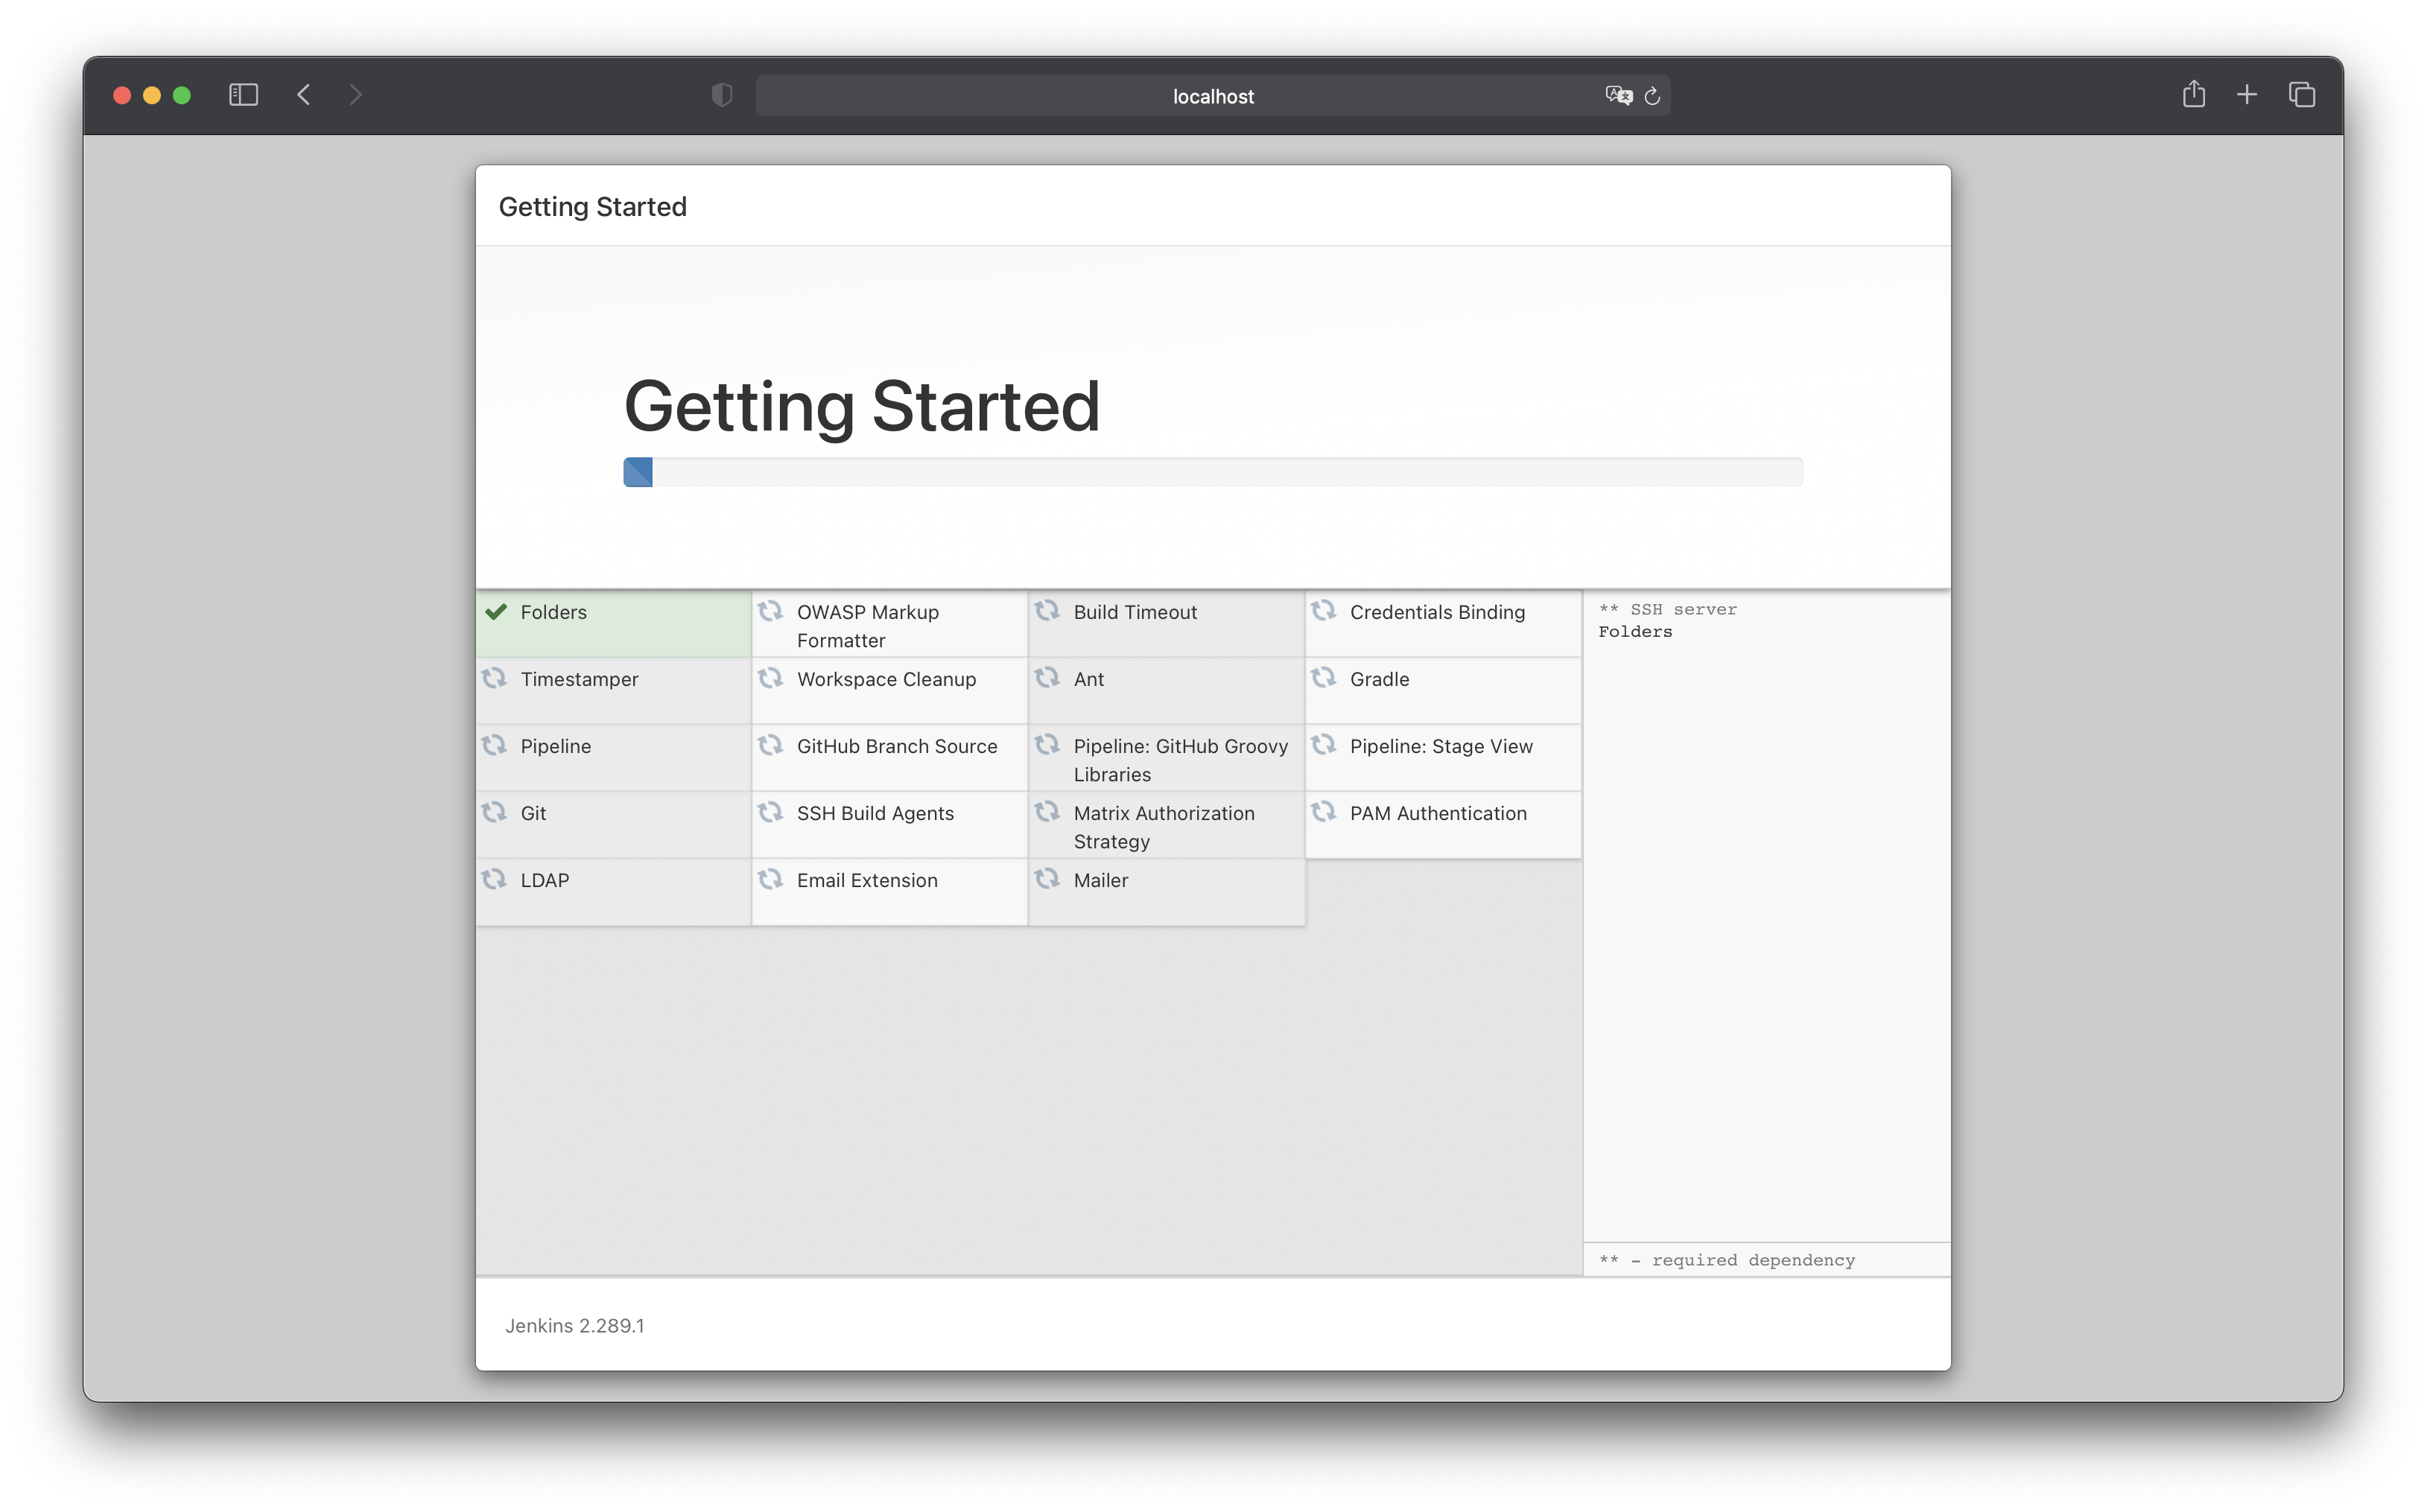 localhost
Getting Started
Getting Started
Folders
OWASP Markup
Formatter
Build Timeout
Credentials Binding
Timestamper
Workspace Cleanup
Ant
Gradle
Pipeline
GitHub Branch Source
Pipeline: GitHub Groovy
Libraries
Pipeline: Stage View
Git
SSH Build Agents
Matrix Authorization
Strategy
PAM Authentication
LDAP
Email Extension
Mailer
** SSH server
Folders
** - required dependency
Jenkins 2.289.1